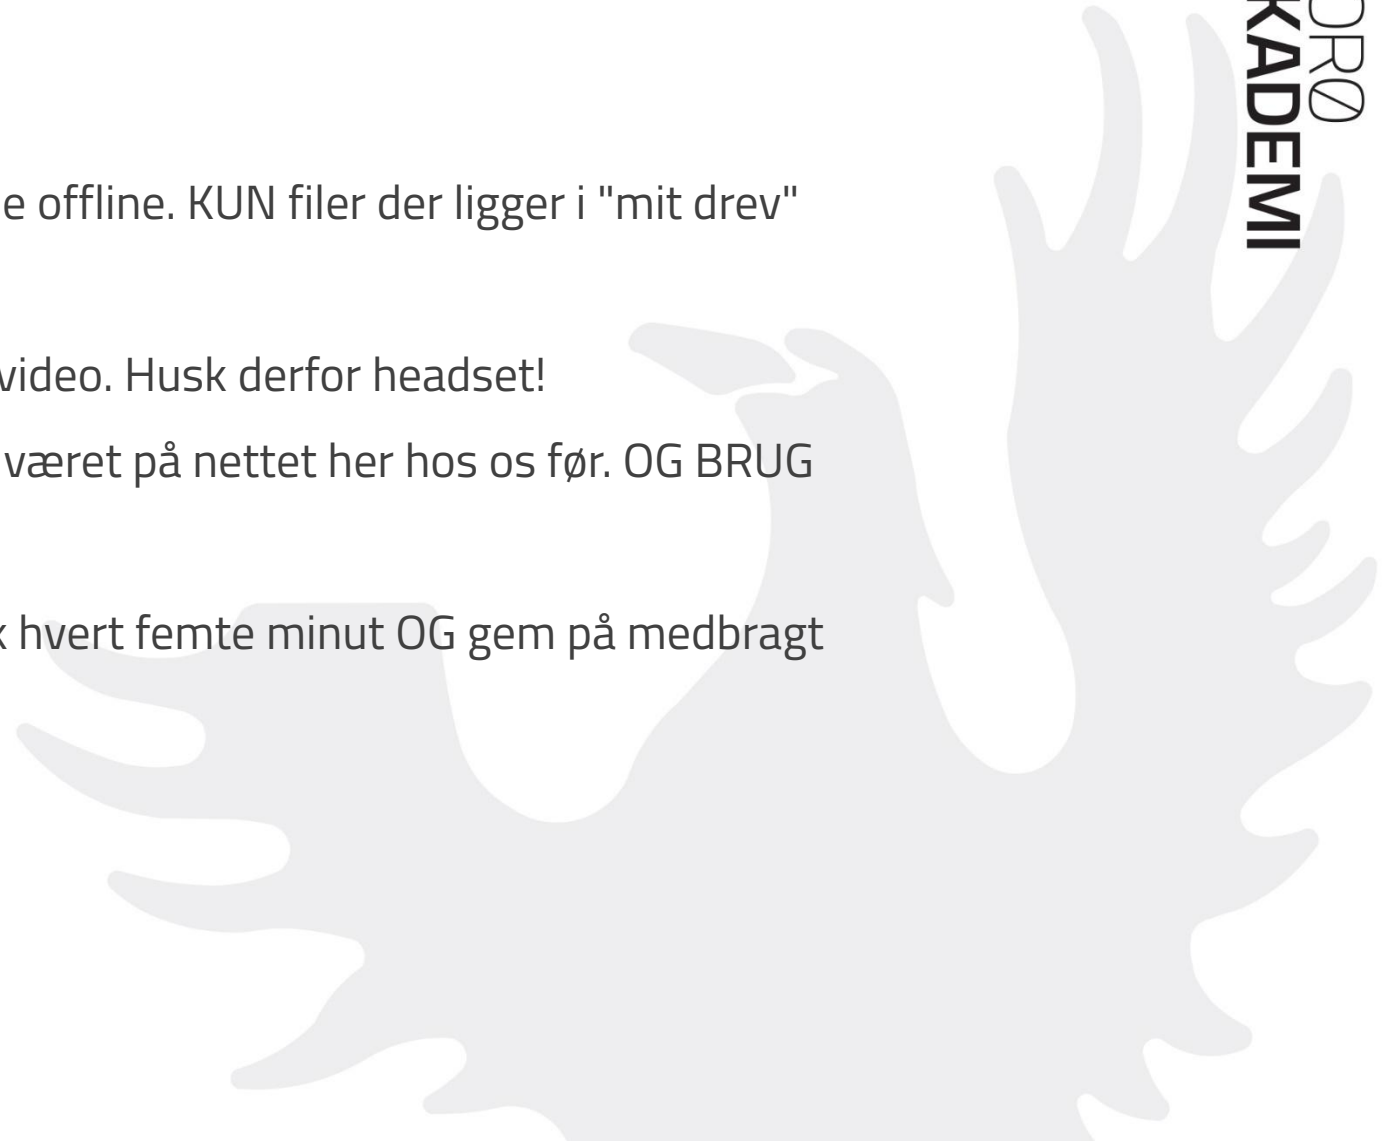 e offline. KUN filer der ligger i "mit drev"
video. Husk derfor headset!
været på nettet her hos os før. OG BRUG
hvert femte minut OG gem på medbragt
ORØ
KADEMI